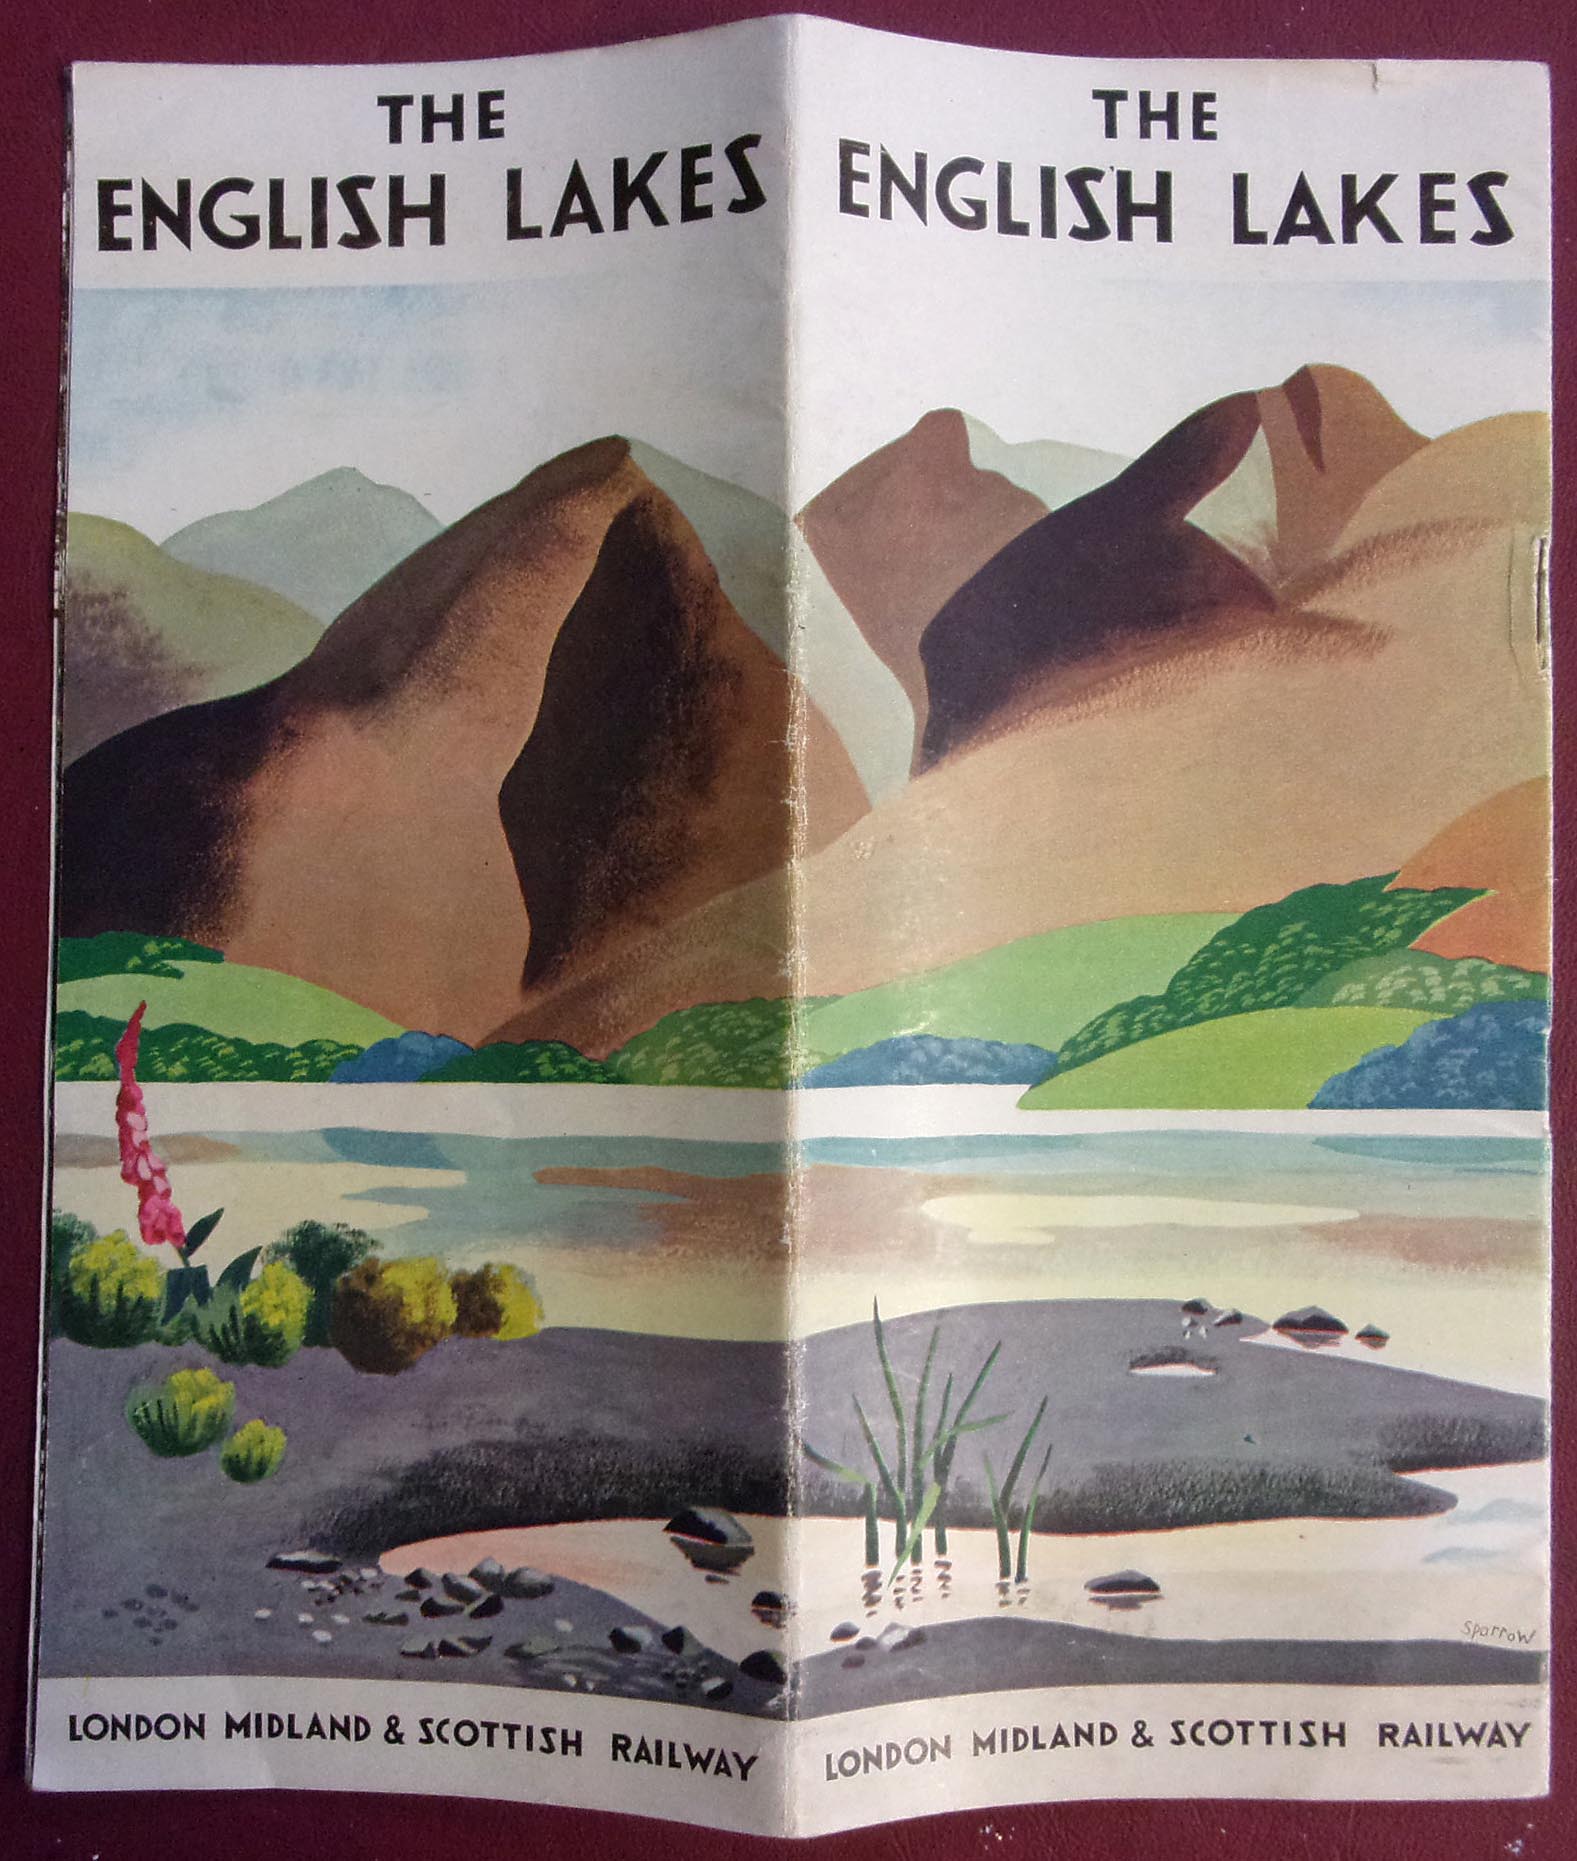 THE
ENGLISH LAKES
LONDON MIDLAND & SCOTTISH RAILWAY
THE
ENGLISH LAKES
Sparrow
LONDON MIDLAND & SCOTTISH RAILWAY